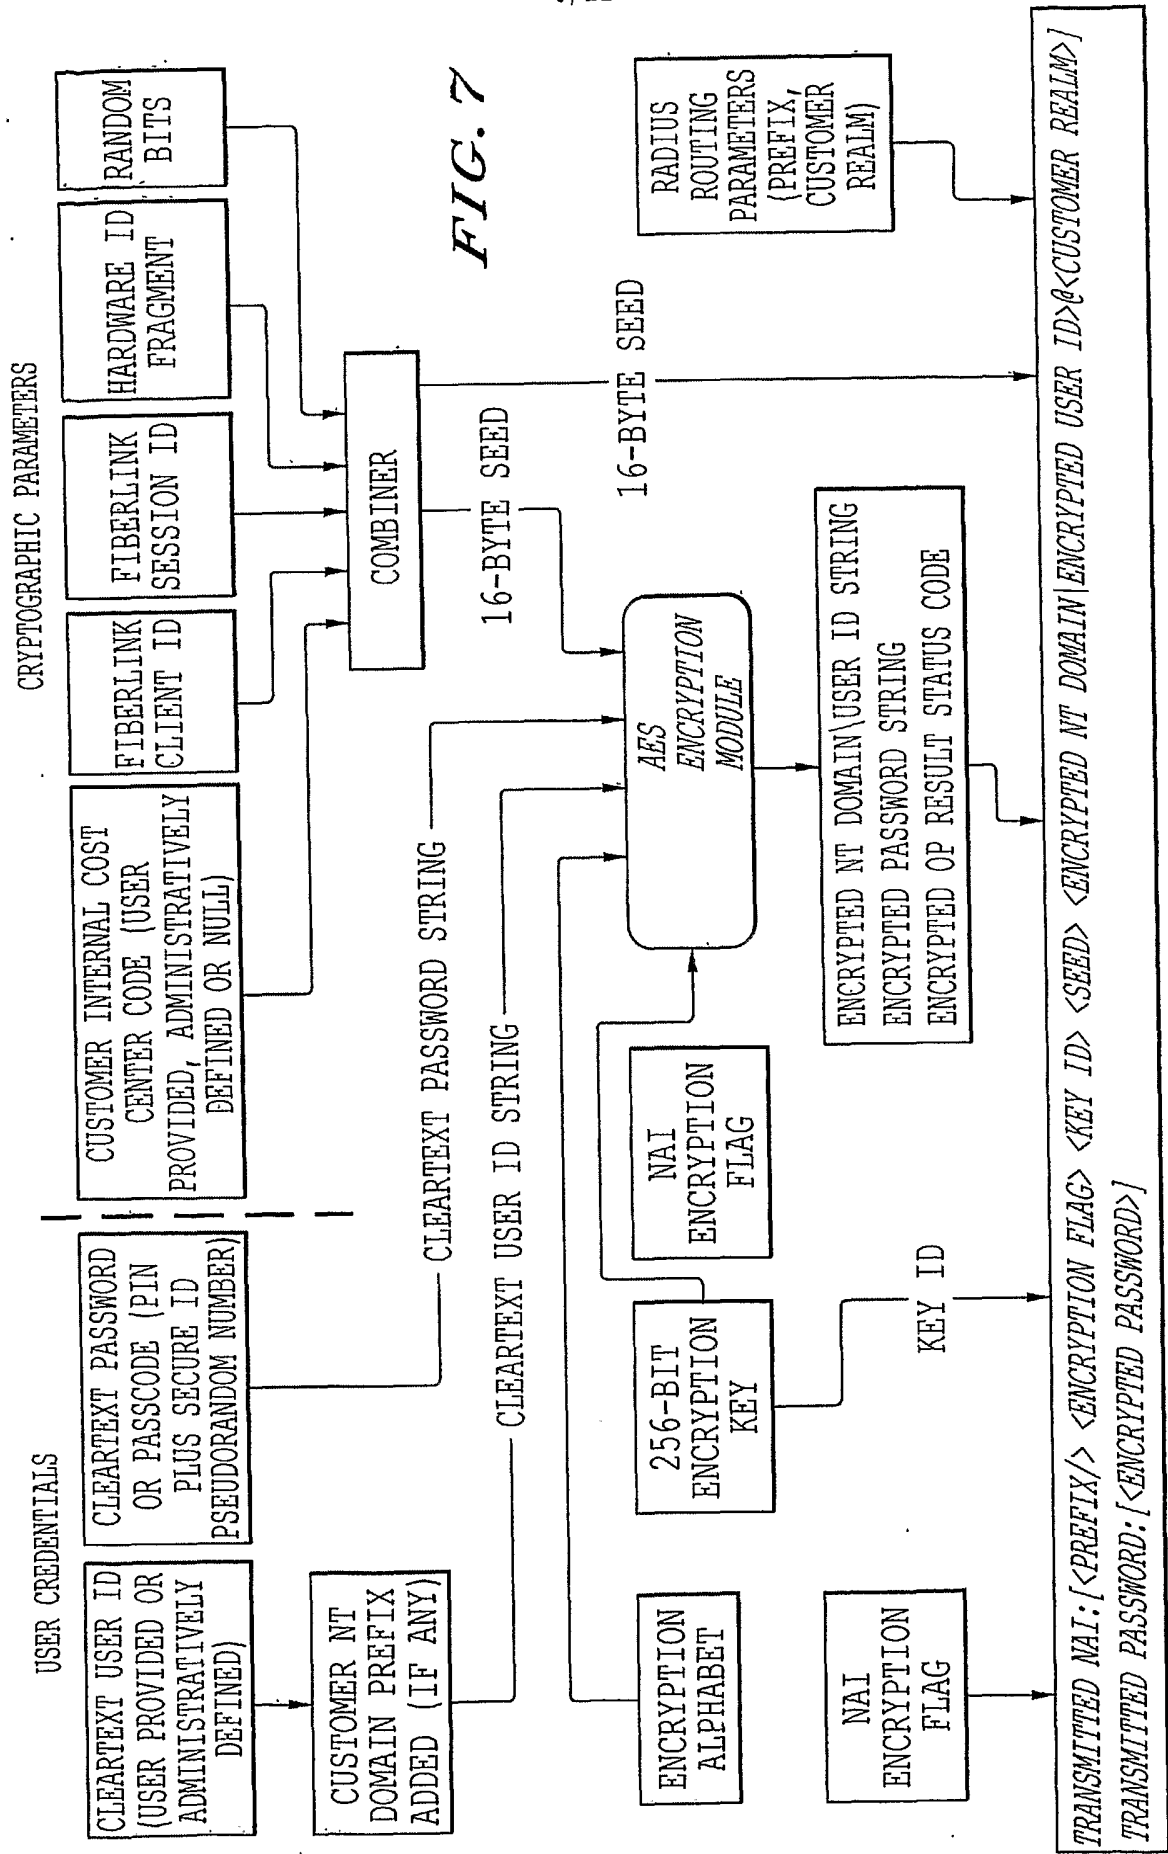 USER CREDENTIALS
CRYPTOGRAPHIC PARAMETERS
CLEARTEXT USER ID
(USER PROVIDED OR
ADMINISTRATIVELY
DEFINED)
CLEARTEXT PASSWORD
OR PASSCODE (PIN
PLUS SECURE ID
PSEUDORANDOM NUMBER)
CUSTOMER INTERNAL COST
CENTER CODE (USER
PROVIDED, ADMINISTRATIVELY
DEFINED OR NULL)
FIBERLINK
CLIENT ID
FIBERLINK
SESSION ID
HARDWARE ID
FRAGMENT
RANDOM
BITS
CUSTOMER NT
DOMAIN PREFIX
ADDED (IF ANY)
COMBINER
CLEARTEXT PASSWORD STRING
16-BYTE SEED
FIG. 7
CLEARTEXT USER ID STRING
ENCRYPTION
ALPHABET
256-BIT
ENCRYPTION
KEY
NAI
ENCRYPTION
FLAG
AES
ENCRYPTION
MODULE
16-BYTE SEED
RADIUS
ROUTING
PARAMETERS
(PREFIX,
CUSTOMER
REALM)
NAI
ENCRYPTION
FLAG
KEY ID
ENCRYPTED NT DOMAIN\USER ID STRING
ENCRYPTED PASSWORD STRING
ENCRYPTED OP RESULT STATUS CODE
TRANSMITTED NAI:[<PREFIX/> <ENCRYPTION FLAG> <KEY ID> <SEED> <ENCRYPTED NT DOMAIN|ENCRYPTED USER ID>@<CUSTOMER REALM>]
TRANSMITTED PASSWORD:[<ENCRYPTED PASSWORD>]